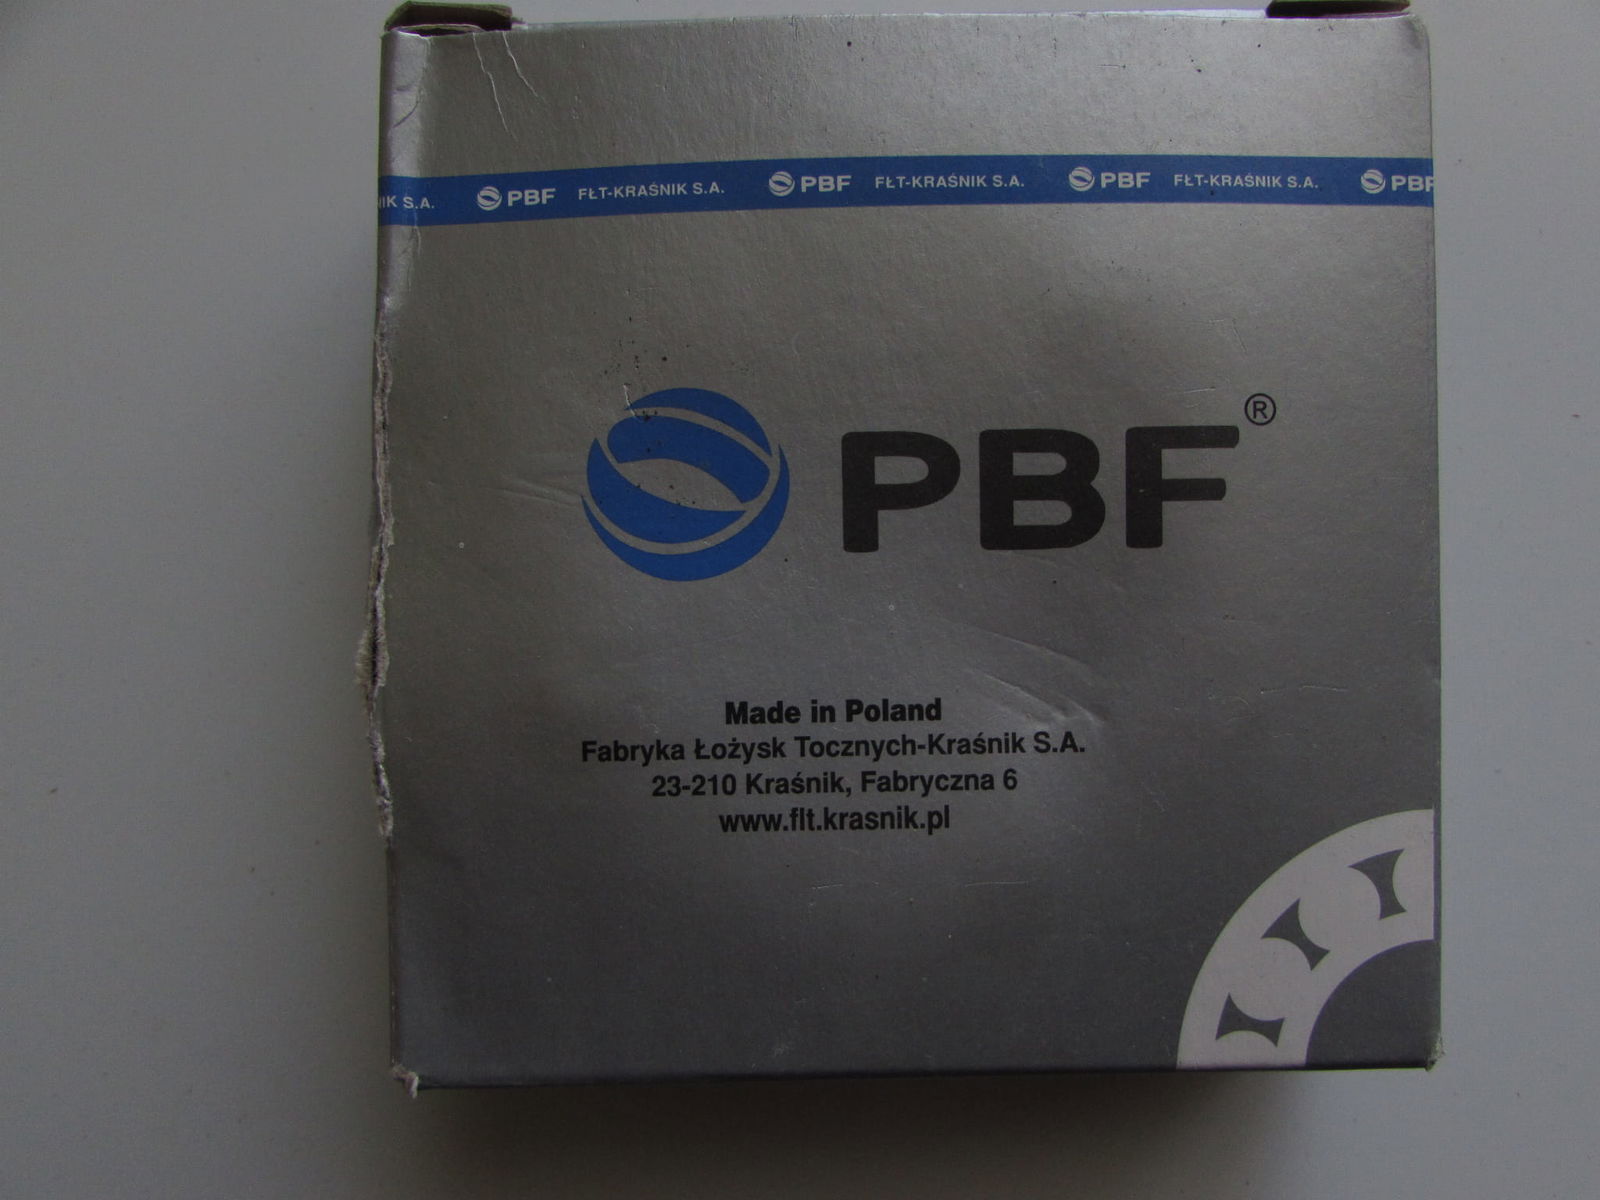 NIK S.A. PBF FŁT-KRAŚNIK S.A. PBF FŁT-KRAŚNIK S.A. PBF FŁT-KRAŚNIK S.A. PBF
PBF®
Made in Poland
Fabryka Łożysk Tocznych-Kraśnik S.A.
23-210 Kraśnik, Fabryczna 6
www.flt.krasnik.pl